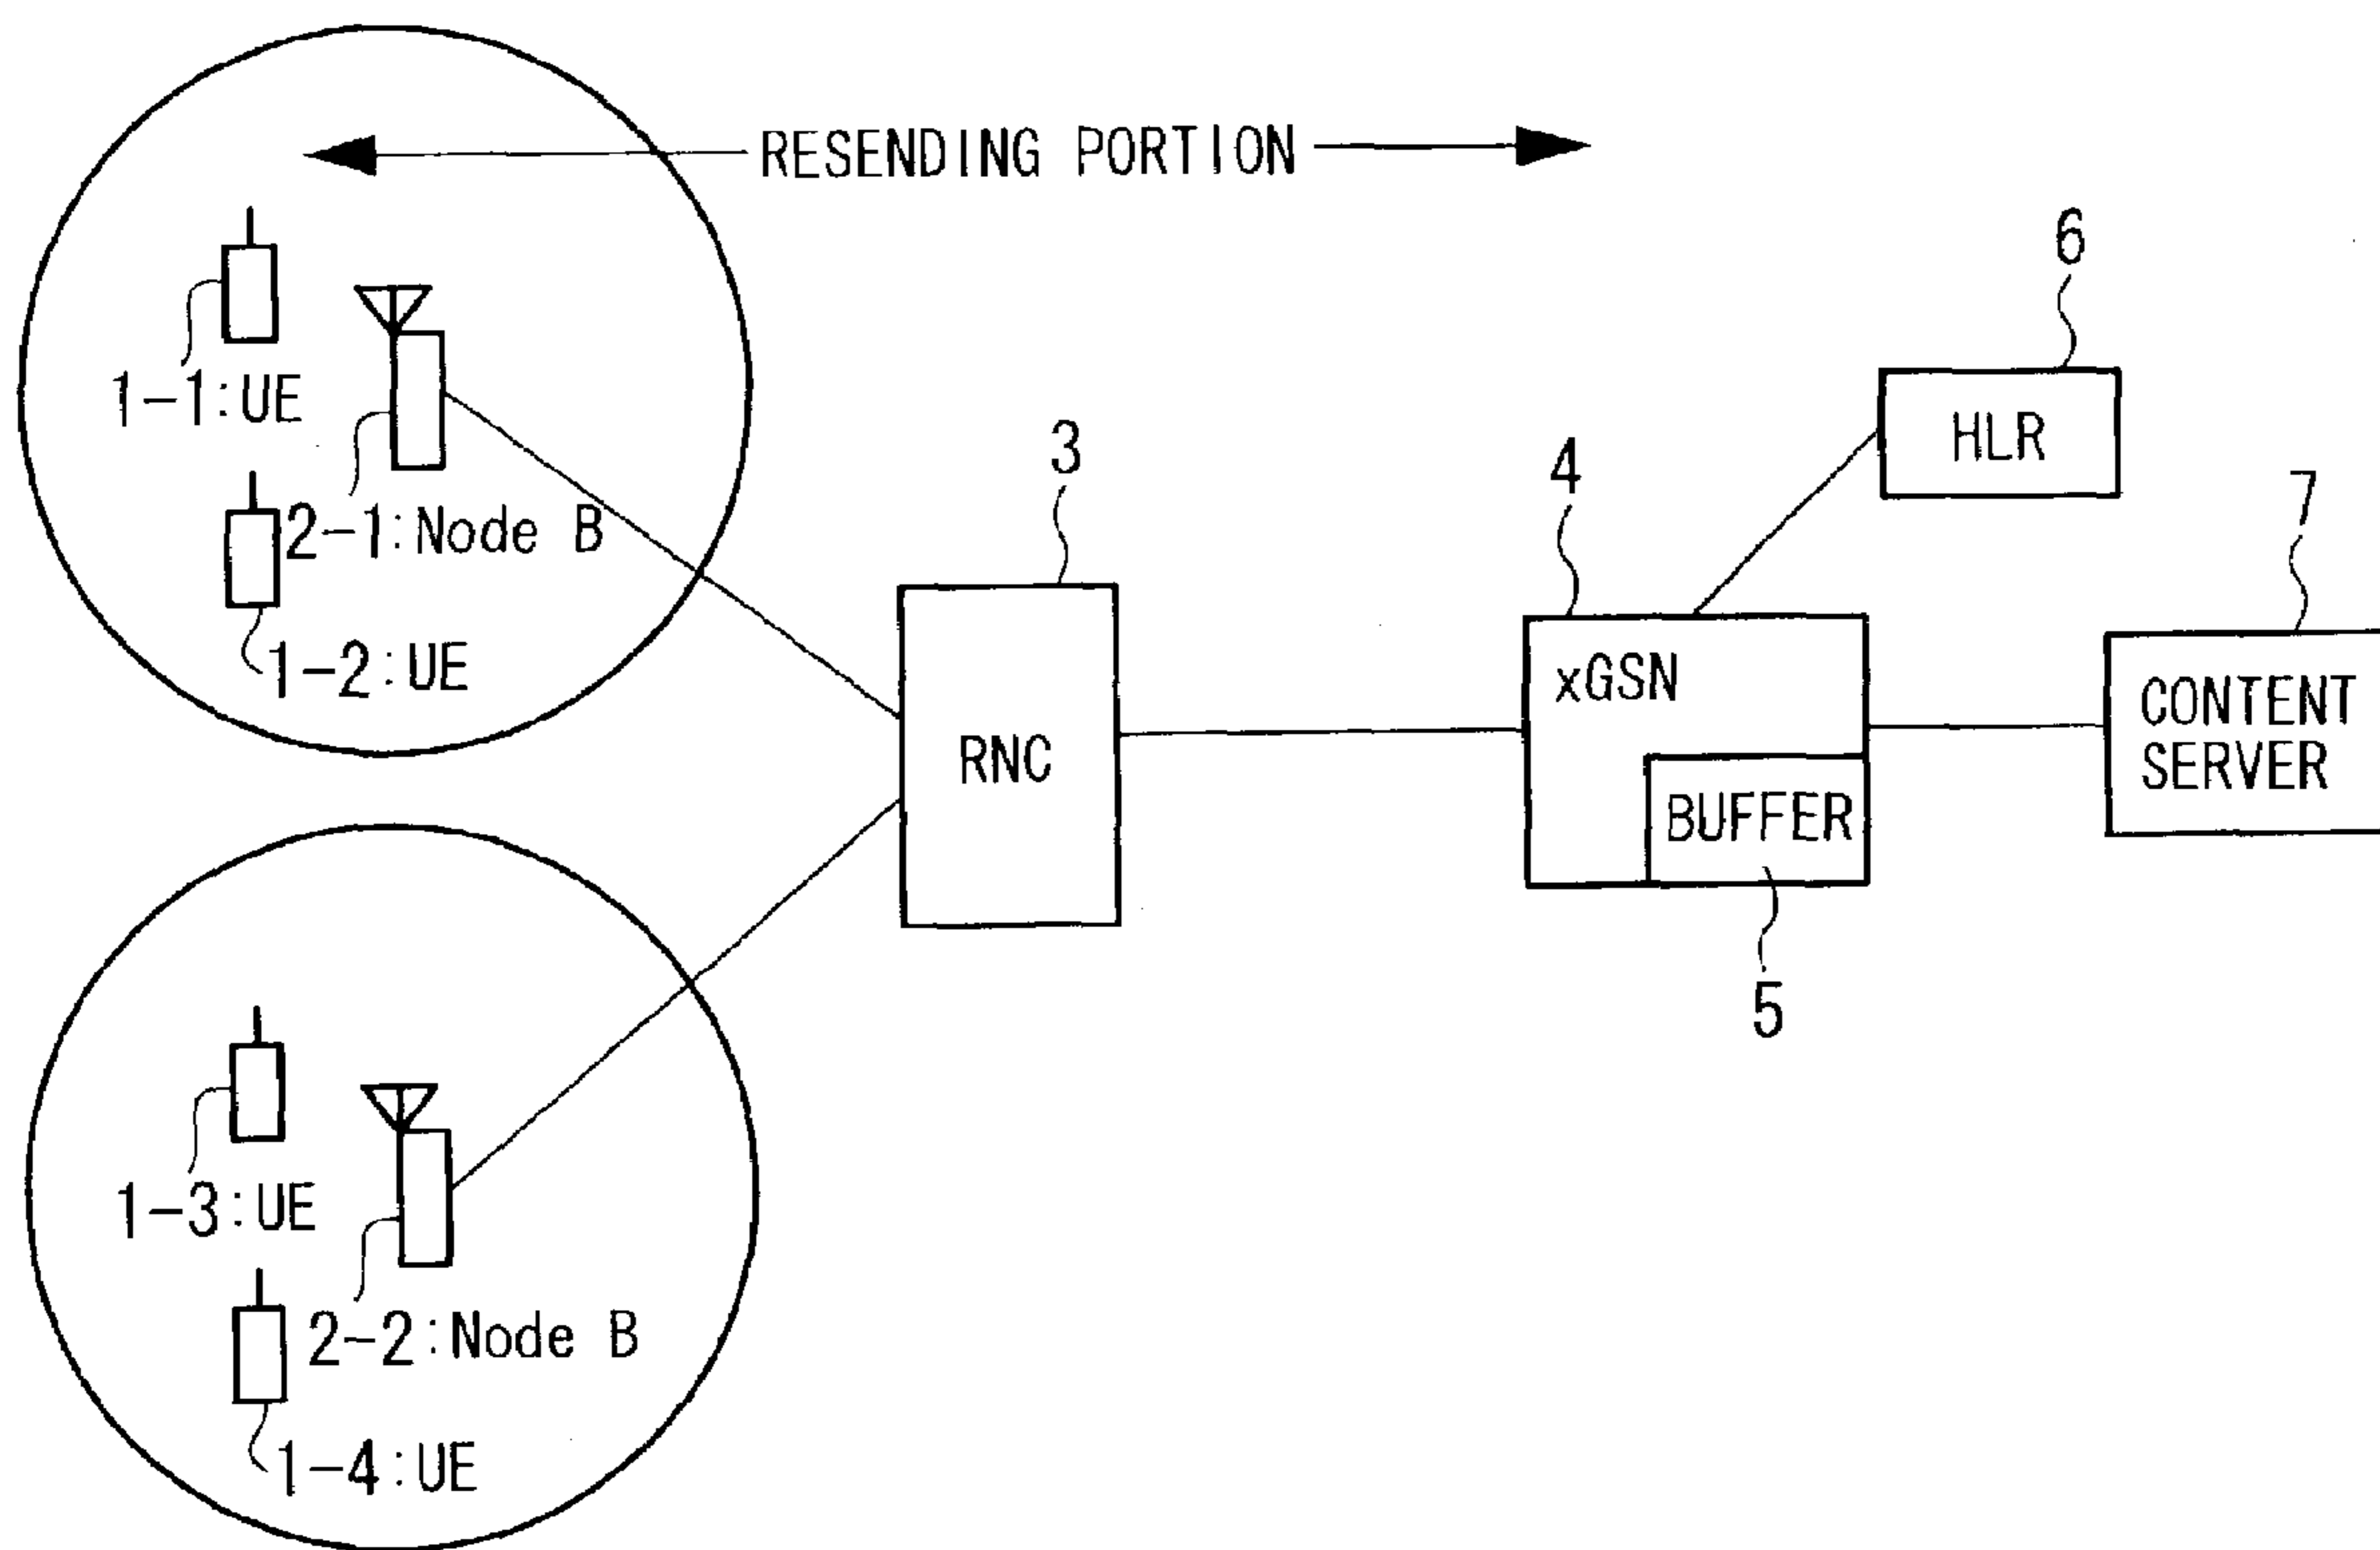 RESENDING PORTION
6
1-1:UE
HLR
3
4
7
2-1:Node B
1-2:UE
xGSN
CONTENT
SERVER
RNC
BUFFER
5
1-3:UE
2-2:Node B
1-4:UE